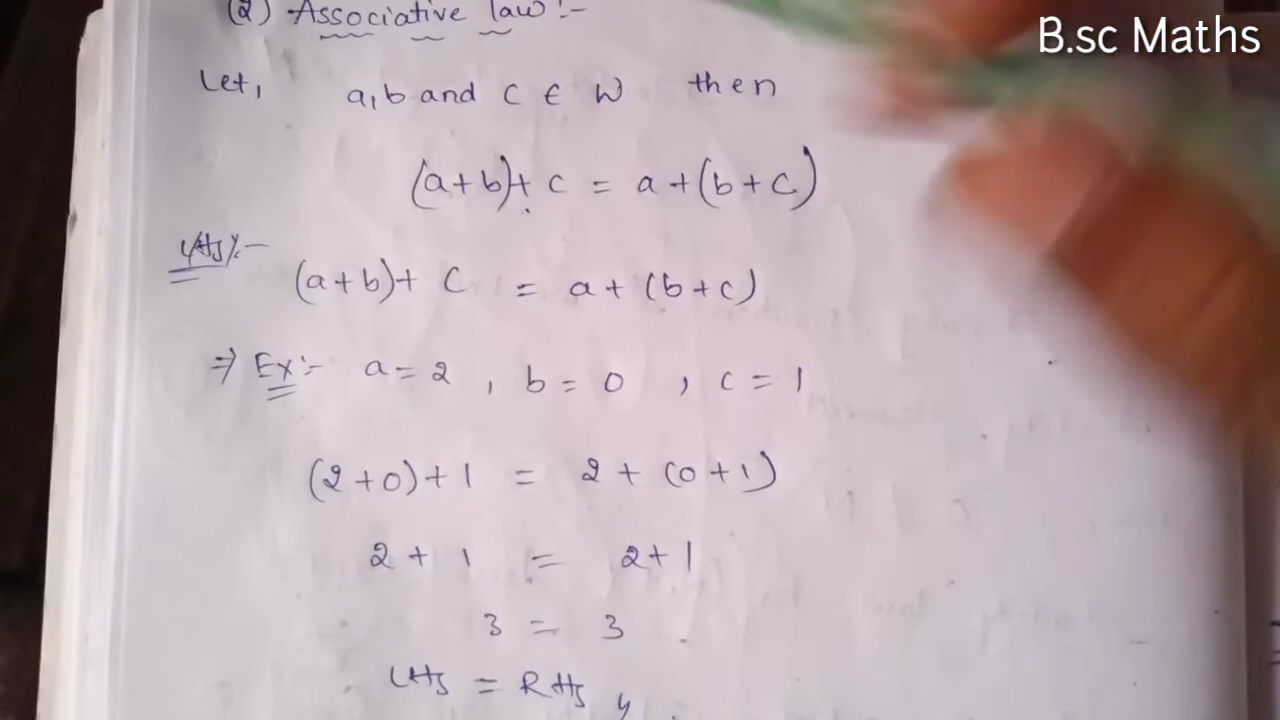 (2) Associative law :-
B.sc Maths
Let, a, b and c ∈ W then
(a+b)+ c = a +(b+c)
LHS :-
(a+b)+ c = a + (b+c)
⇒ Ex :- a = 2 , b = 0 , c = 1
(2+0)+1 = 2 + (0+1)
2 + 1 = 2+1
3 = 3
LHS = RHS